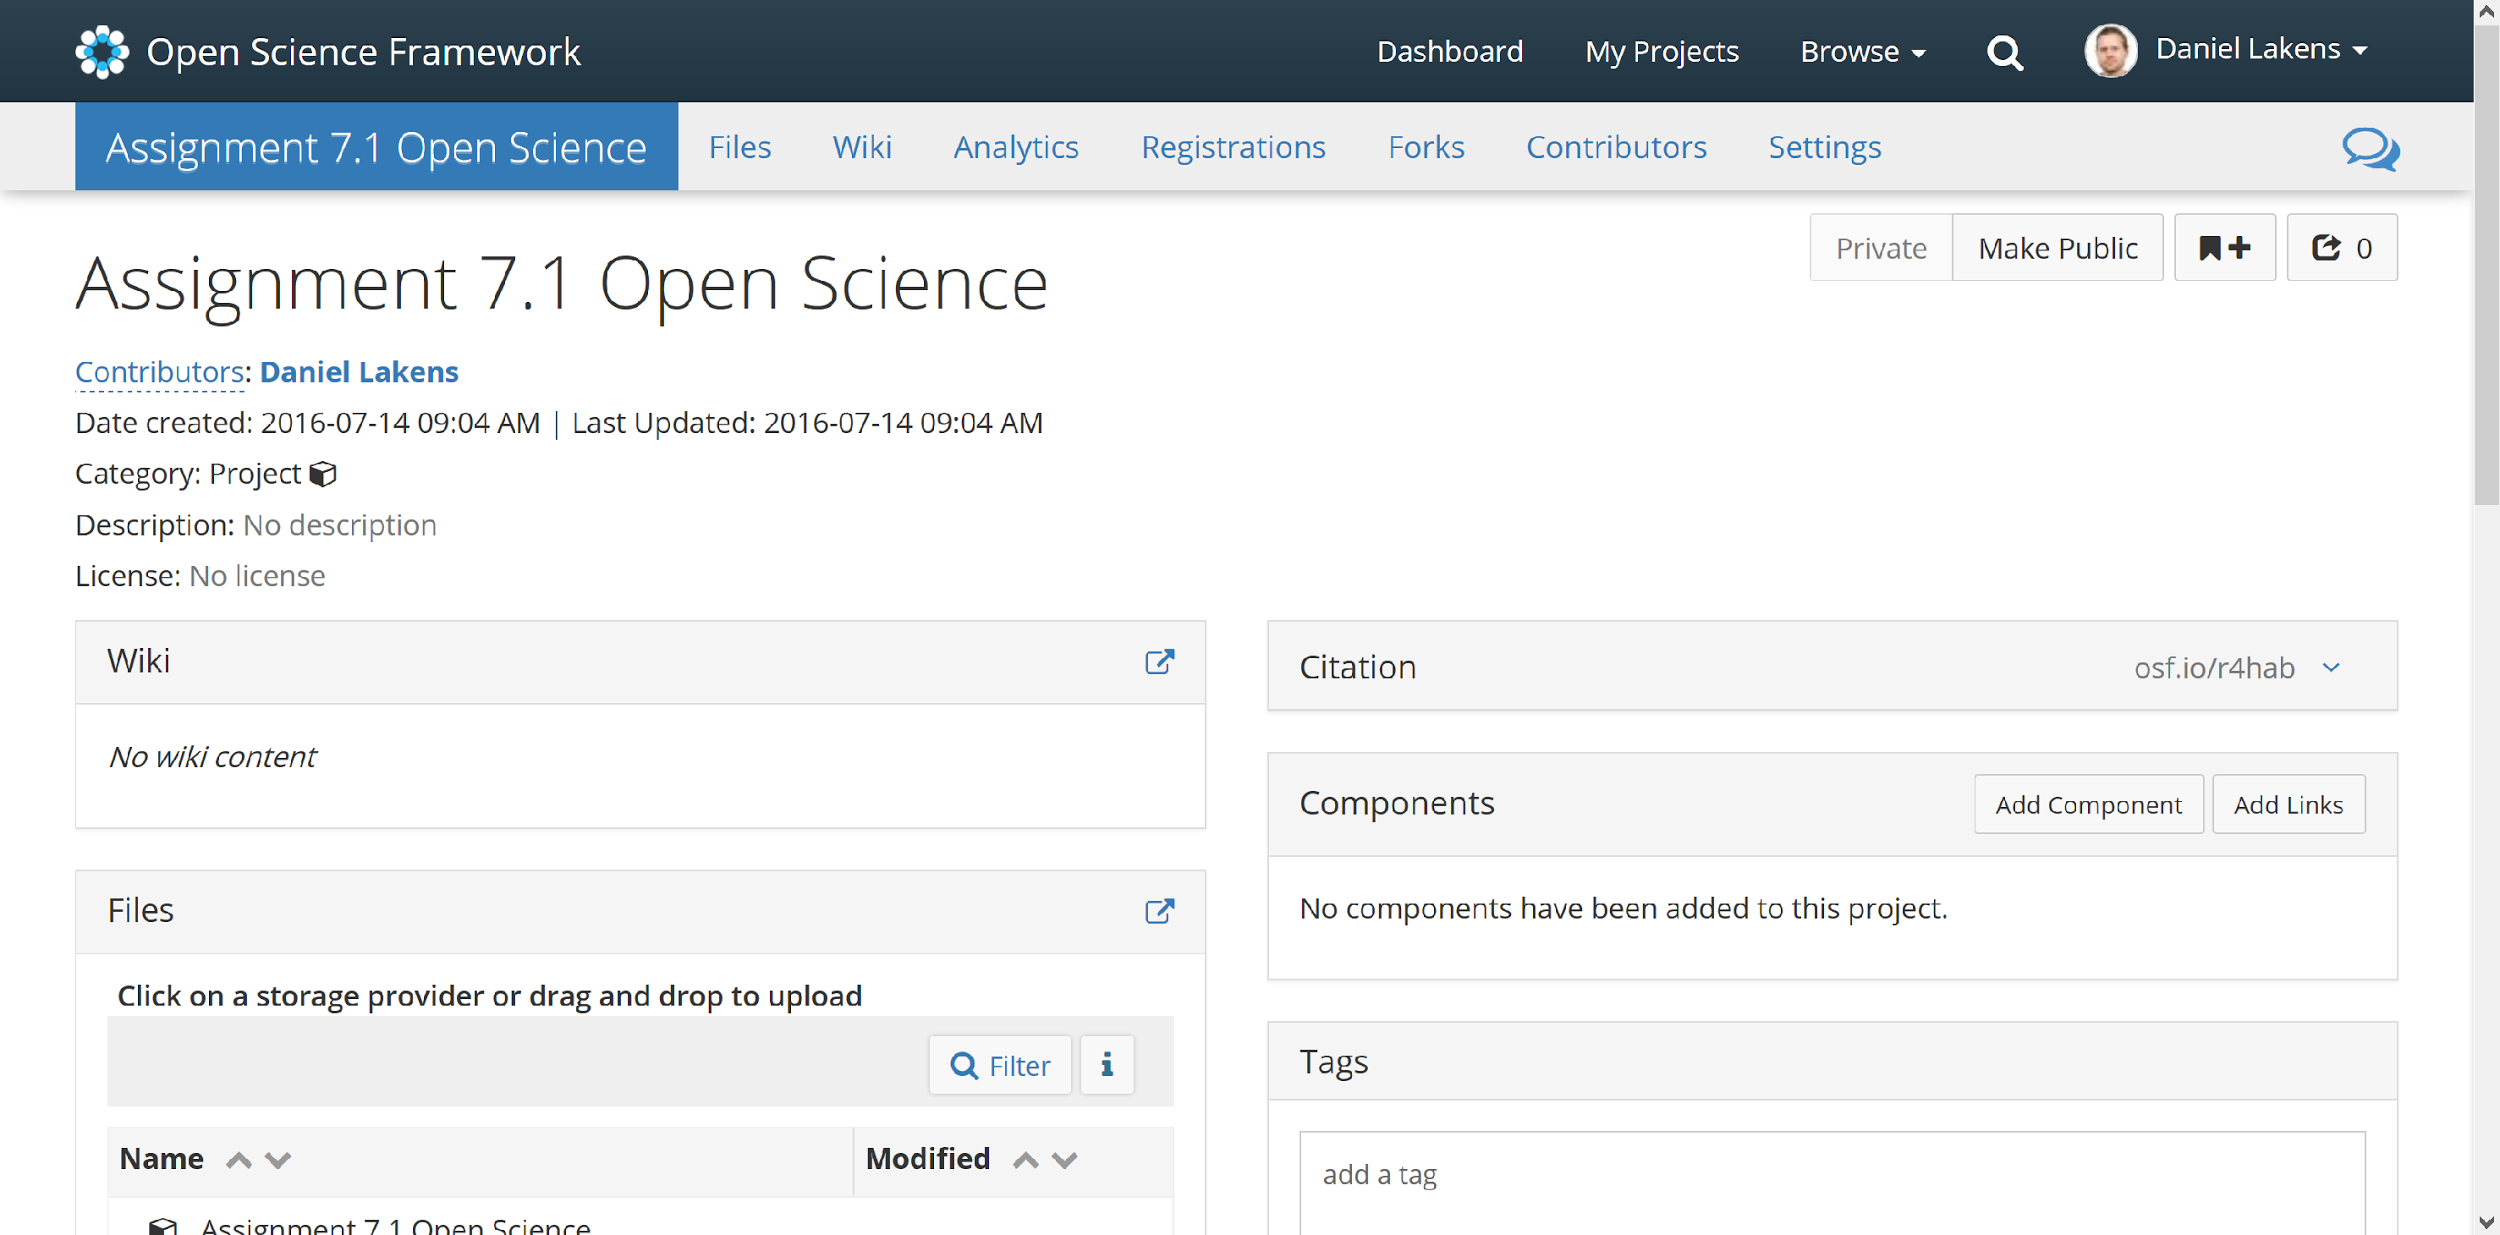 Open Science Framework Dashboard My Projects Browse Daniel Lakens
Assignment 7.1 Open Science Files Wiki Analytics Registrations Forks Contributors Settings
Private Make Public 0
Assignment 7.1 Open Science
Contributors: Daniel Lakens
Date created: 2016-07-14 09:04 AM | Last Updated: 2016-07-14 09:04 AM
Category: Project
Description: No description
License: No license
Wiki
No wiki content
Files
Click on a storage provider or drag and drop to upload
Filter i
Name Modified
Assignment 7.1 Open Science
Citation osf.io/r4hab
Components Add Component Add Links
No components have been added to this project.
Tags
add a tag